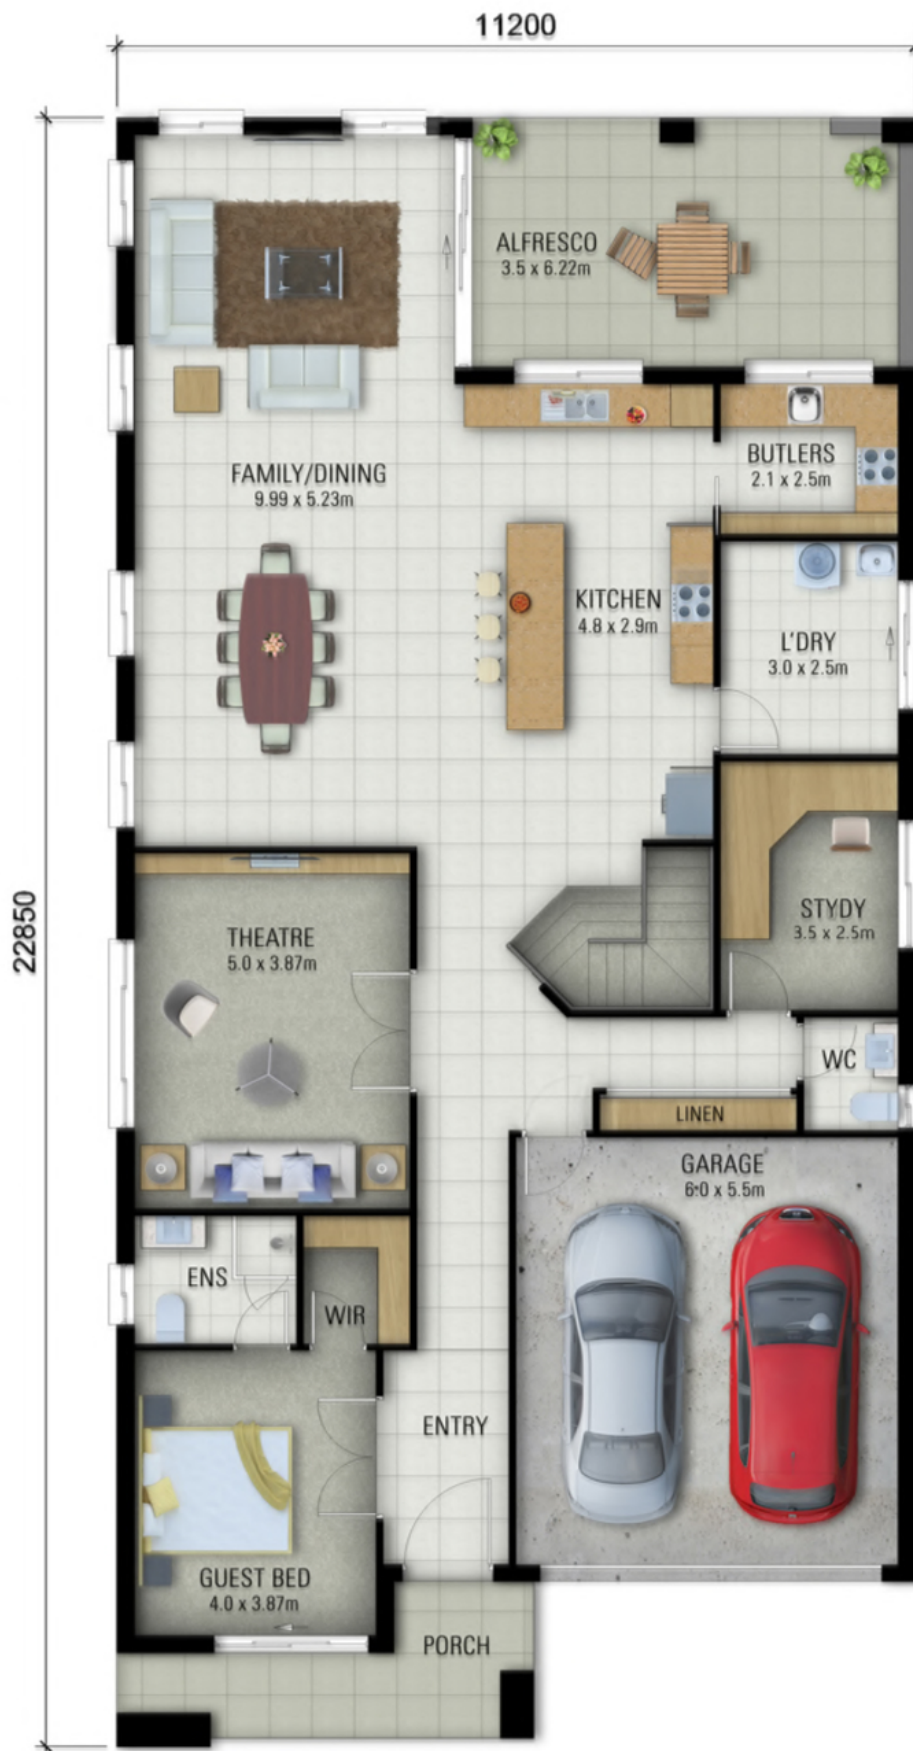 11200
ALFRESCO
3.5 x 6.22m
FAMILY/DINING
9.99 x 5.23m
BUTLERS
2.1 x 2.5m
KITCHEN
4.8 x 2.9m
L'DRY
3.0 x 2.5m
22850
THEATRE
5.0 x 3.87m
STYDY
3.5 x 2.5m
WC
LINEN
GARAGE
6.0 x 5.5m
ENS
WIR
ENTRY
GUEST BED
4.0 x 3.87m
PORCH